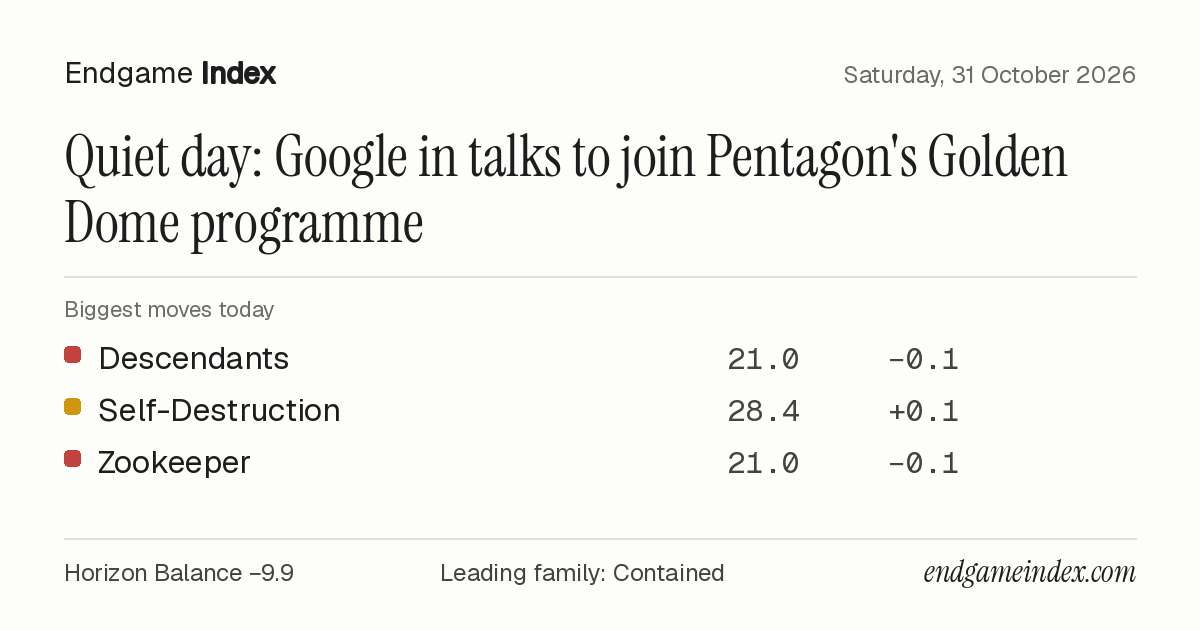 Endgame Index
Saturday, 31 October 2026
Quiet day: Google in talks to join Pentagon's Golden
Dome programme
Biggest moves today
Descendants 21.0 −0.1
Self-Destruction 28.4 +0.1
Zookeeper 21.0 −0.1
Horizon Balance −9.9
Leading family: Contained
endgameindex.com